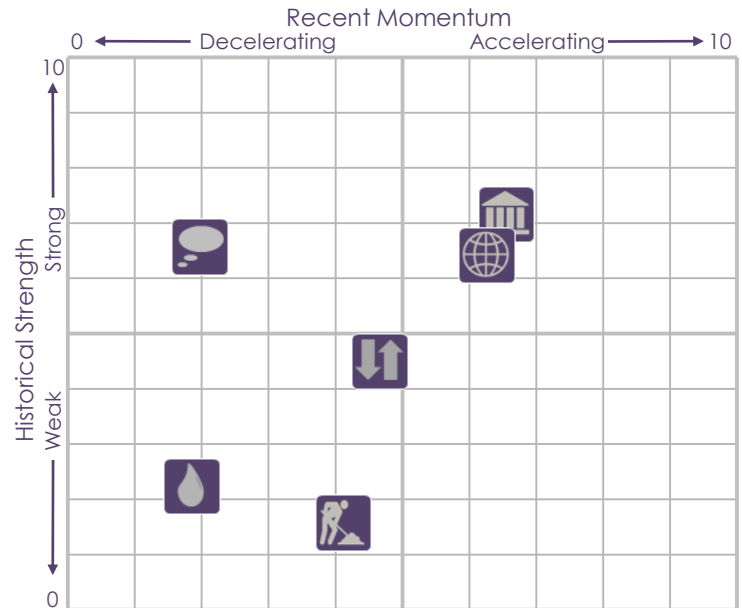 Recent Momentum
0 Decelerating Accelerating 10
10
Historical Strength
Strong
Weak
0